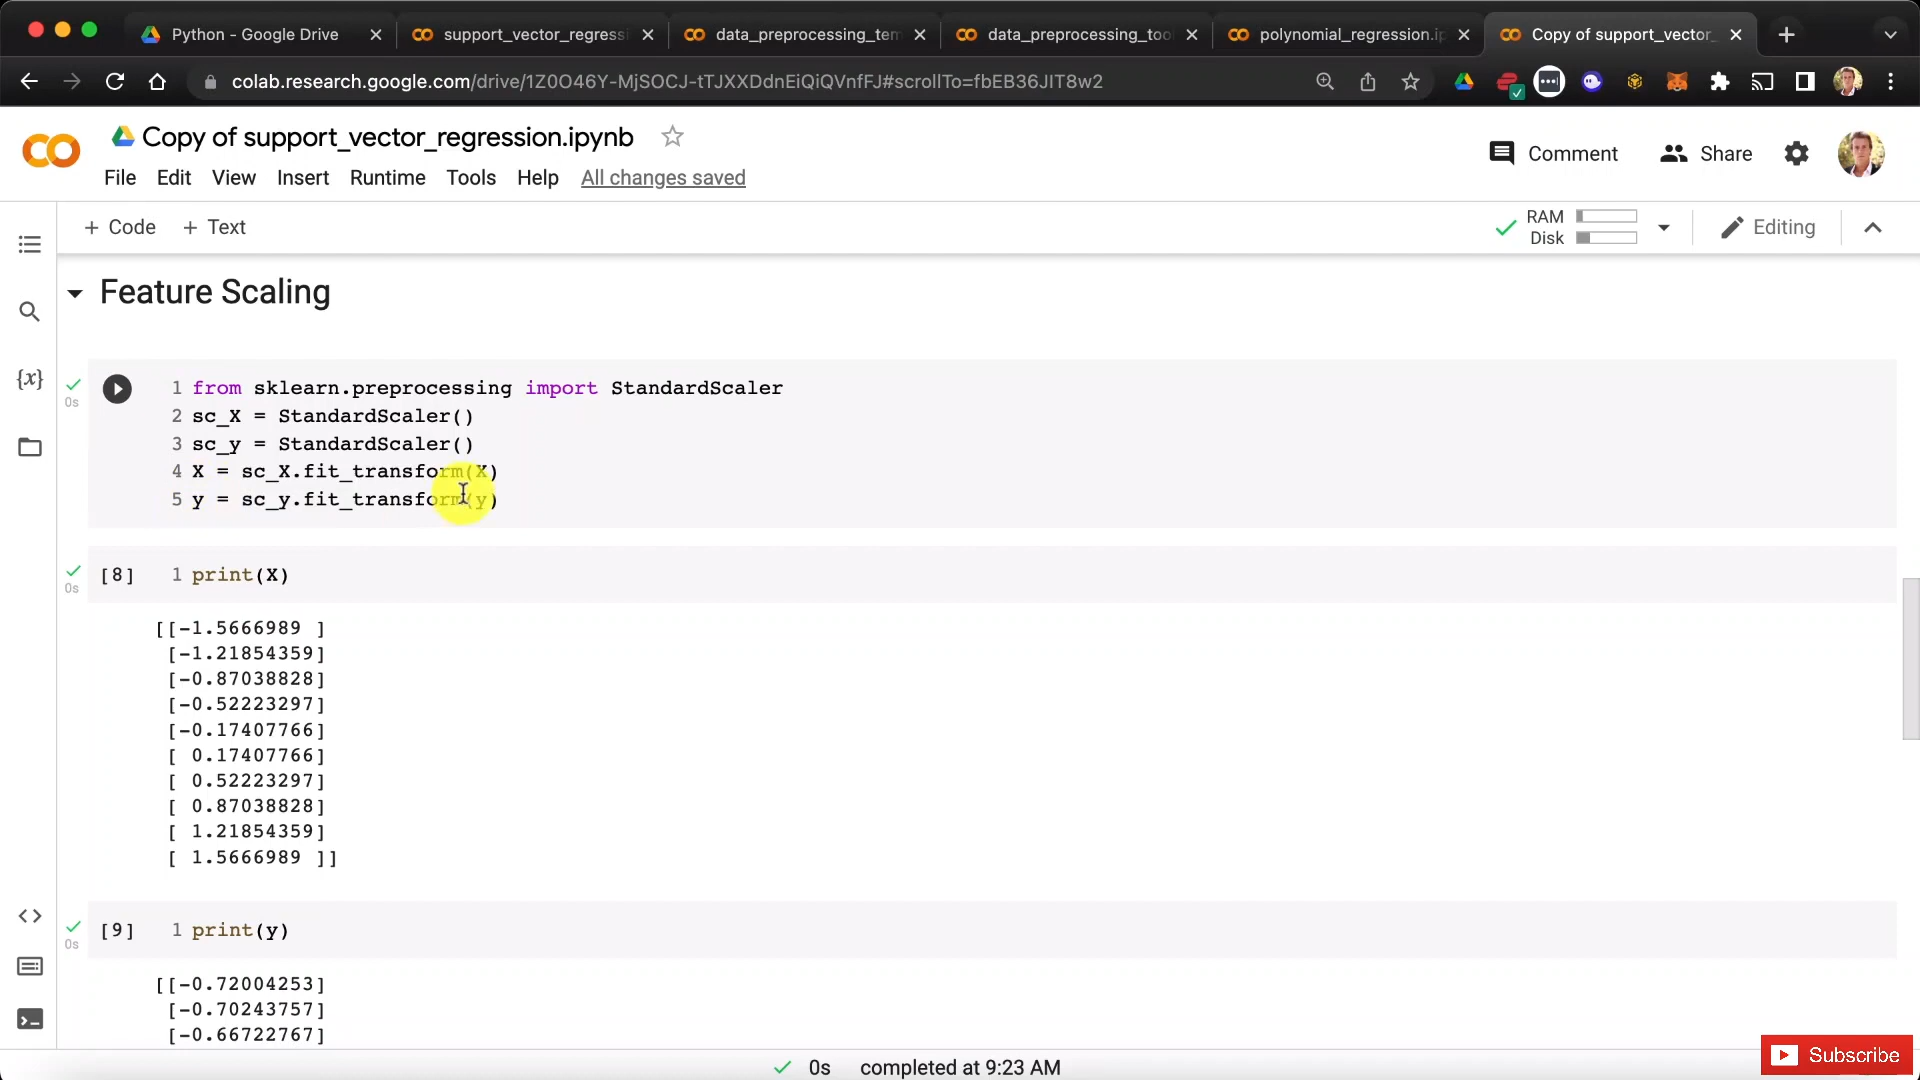 Python - Google Drive
support_vector_regressi
data_preprocessing_tem
data_preprocessing_too
polynomial_regression.ip
Copy of support_vector_
colab.research.google.com/drive/1Z0O46Y-MjSOCJ-tTJXXDdnEiQiQVnfFJ#scrollTo=fbEB36JIT8w2
CO Copy of support_vector_regression.ipynb
Comment Share
File Edit View Insert Runtime Tools Help All changes saved
+ Code + Text
RAM
Disk
Editing
Feature Scaling
{x}
0s
1 from sklearn.preprocessing import StandardScaler
2 sc_X = StandardScaler()
3 sc_y = StandardScaler()
4 X = sc_X.fit_transform(X)
5 y = sc_y.fit_transform(y)
0s [8] 1 print(X)
[[-1.5666989 ]
[-1.21854359]
[-0.87038828]
[-0.52223297]
[-0.17407766]
[ 0.17407766]
[ 0.52223297]
[ 0.87038828]
[ 1.21854359]
[ 1.5666989 ]]
0s [9] 1 print(y)
[[-0.72004253]
[-0.70243757]
[-0.66722767]
0s completed at 9:23 AM
Subscribe